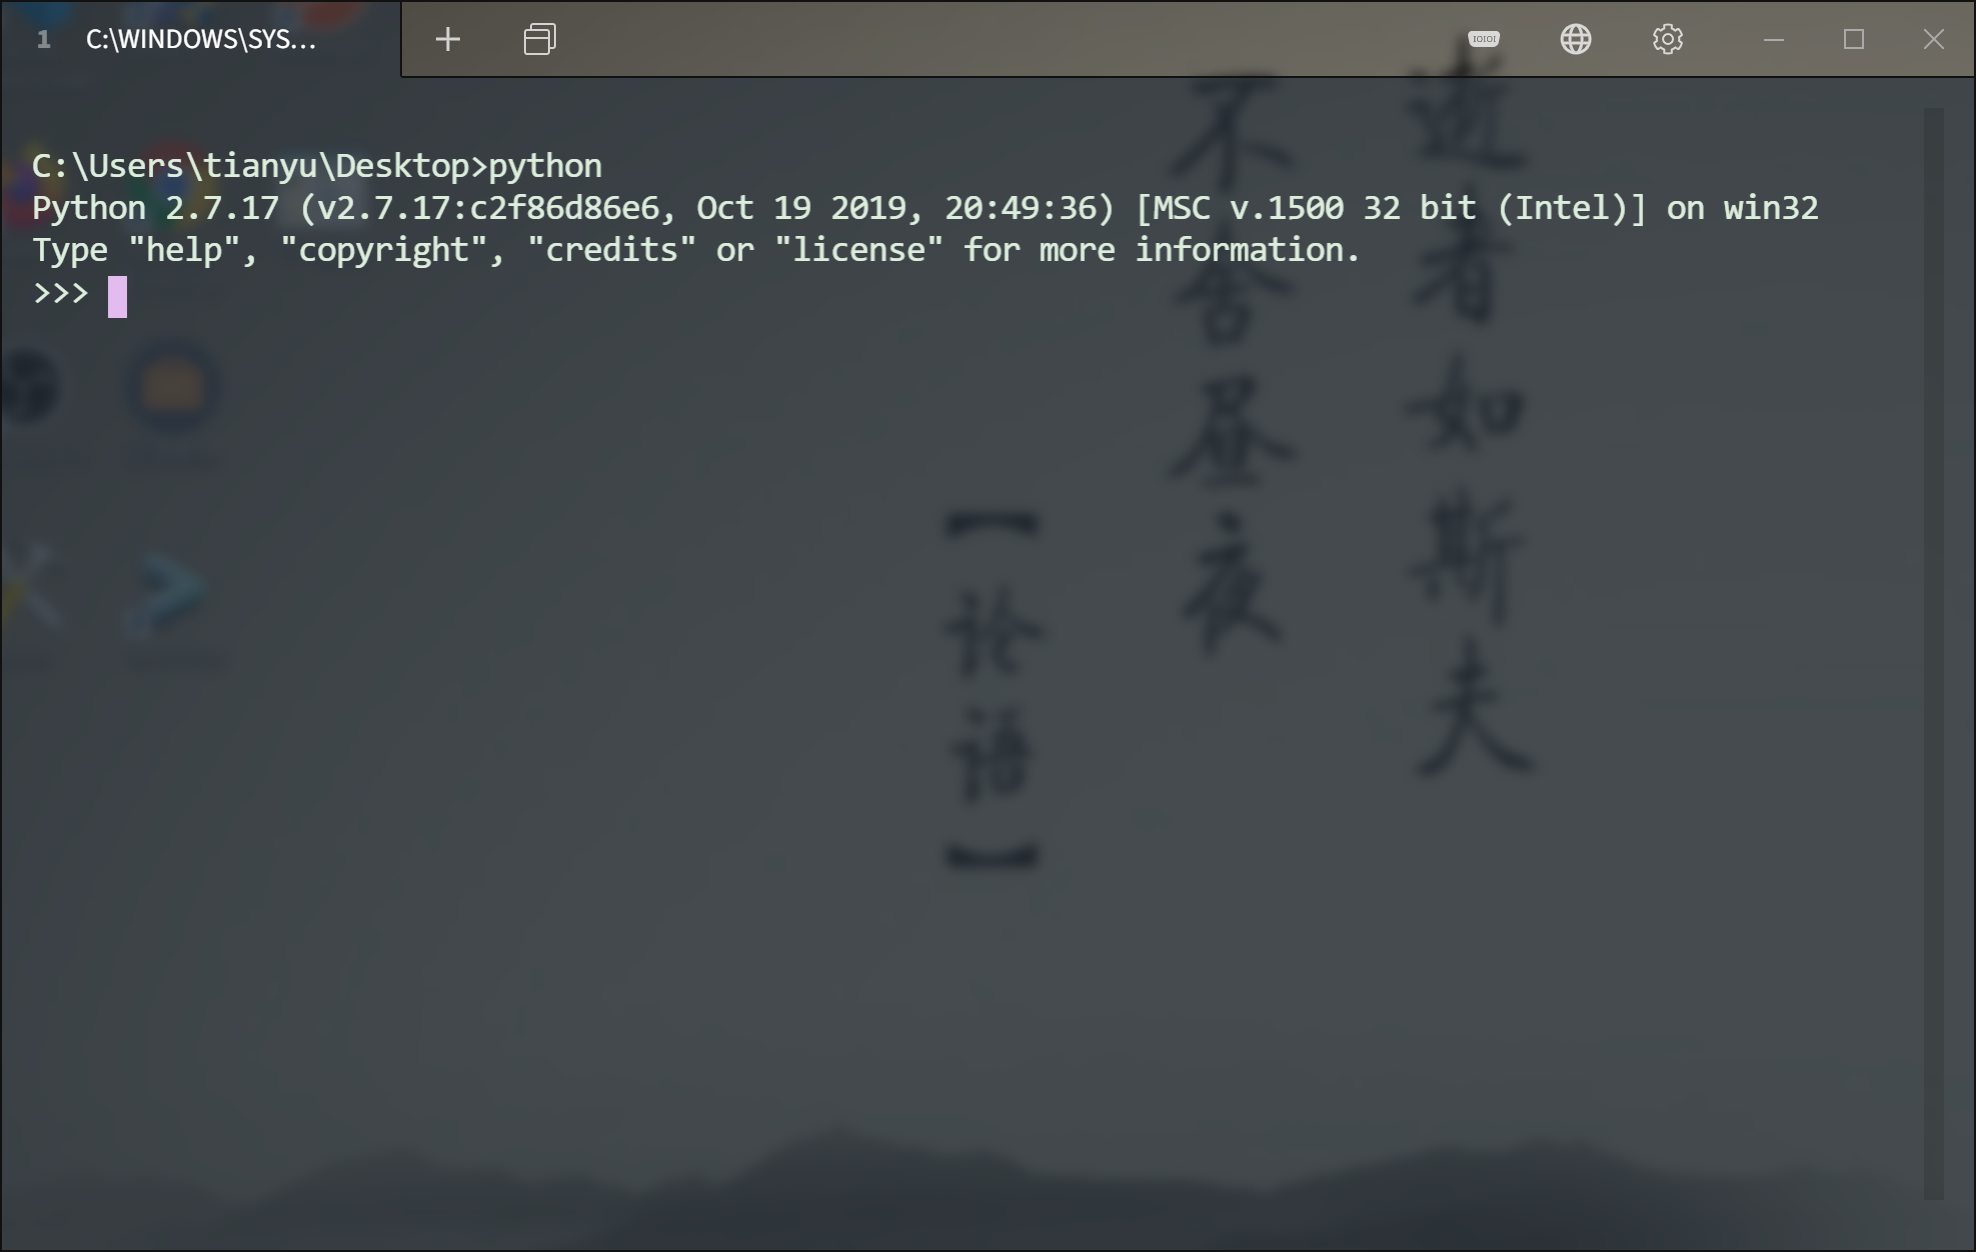 1 C:\WINDOWS\SYS...
C:\Users\tianyu\Desktop>python
Python 2.7.17 (v2.7.17:c2f86d86e6, Oct 19 2019, 20:49:36) [MSC v.1500 32 bit (Intel)] on win32
Type "help", "copyright", "credits" or "license" for more information.
>>>
逝者如斯夫
不舍昼夜
【论语】